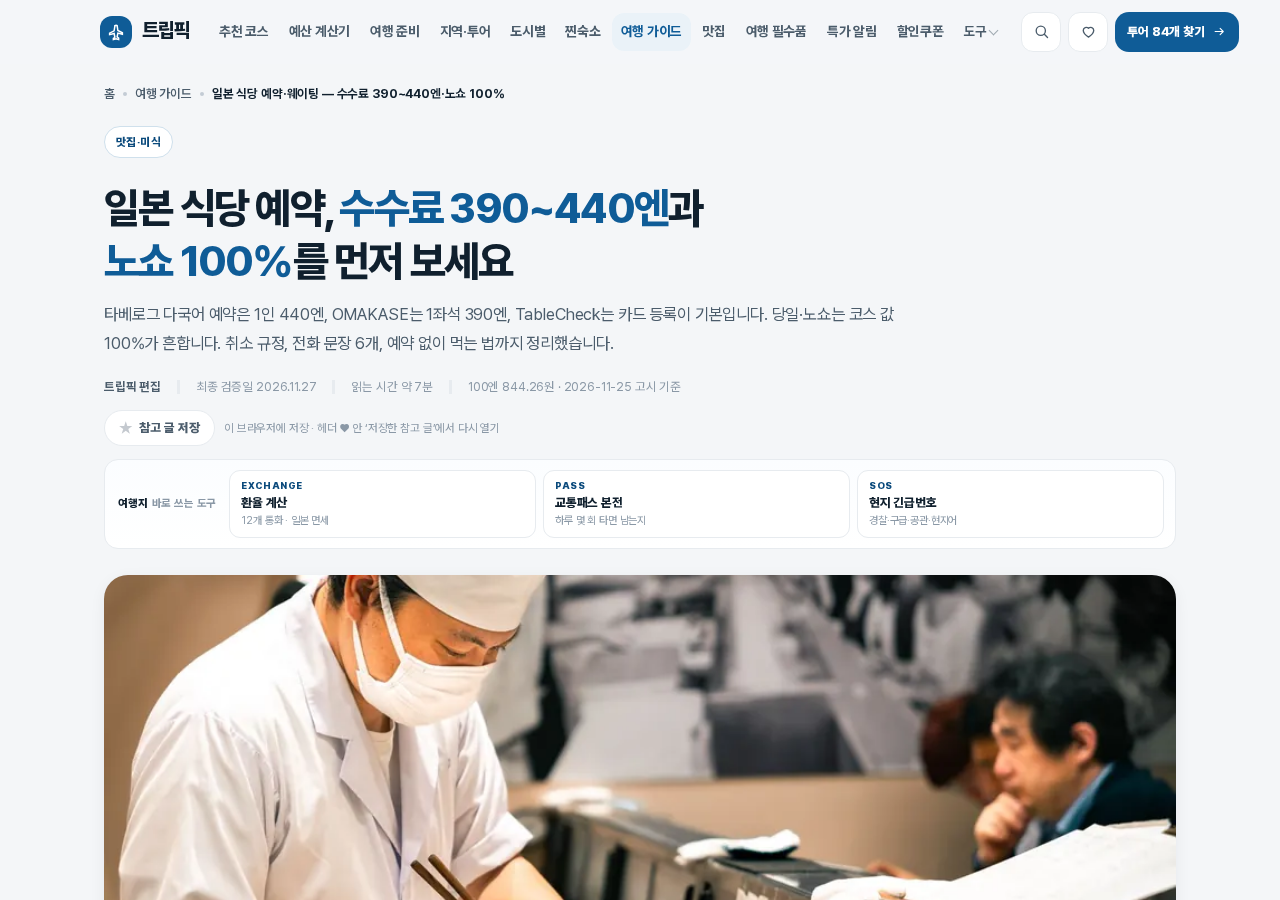 트립픽
추천 코스
예산 계산기
여행 준비
지역·투어
도시별
찐숙소
여행 가이드
맛집
여행 필수품
특가 알림
할인쿠폰
도구
투어 84개 찾기 →
홈 • 여행 가이드 • 일본 식당 예약·웨이팅 — 수수료 390~440엔·노쇼 100%
맛집·미식
일본 식당 예약, 수수료 390~440엔과
노쇼 100%를 먼저 보세요
타베로그 다국어 예약은 1인 440엔, OMAKASE는 1좌석 390엔, TableCheck는 카드 등록이 기본입니다. 당일·노쇼는 코스 값
100%가 흔합니다. 취소 규정, 전화 문장 6개, 예약 없이 먹는 법까지 정리했습니다.
트립픽 편집 | 최종 검증일 2026.11.27 | 읽는 시간 약 7분 | 100엔 844.26원 · 2026-11-25 고시 기준
★ 참고 글 저장
이 브라우저에 저장 · 헤더 ♥ 안 ‘저장한 참고 글’에서 다시 열기
여행지 바로 쓰는 도구
EXCHANGE
환율 계산
12개 통화 · 일본 면세
PASS
교통패스 본전
하루 몇 회 타면 남는지
SOS
현지 긴급번호
경찰·구급·공관·현지어